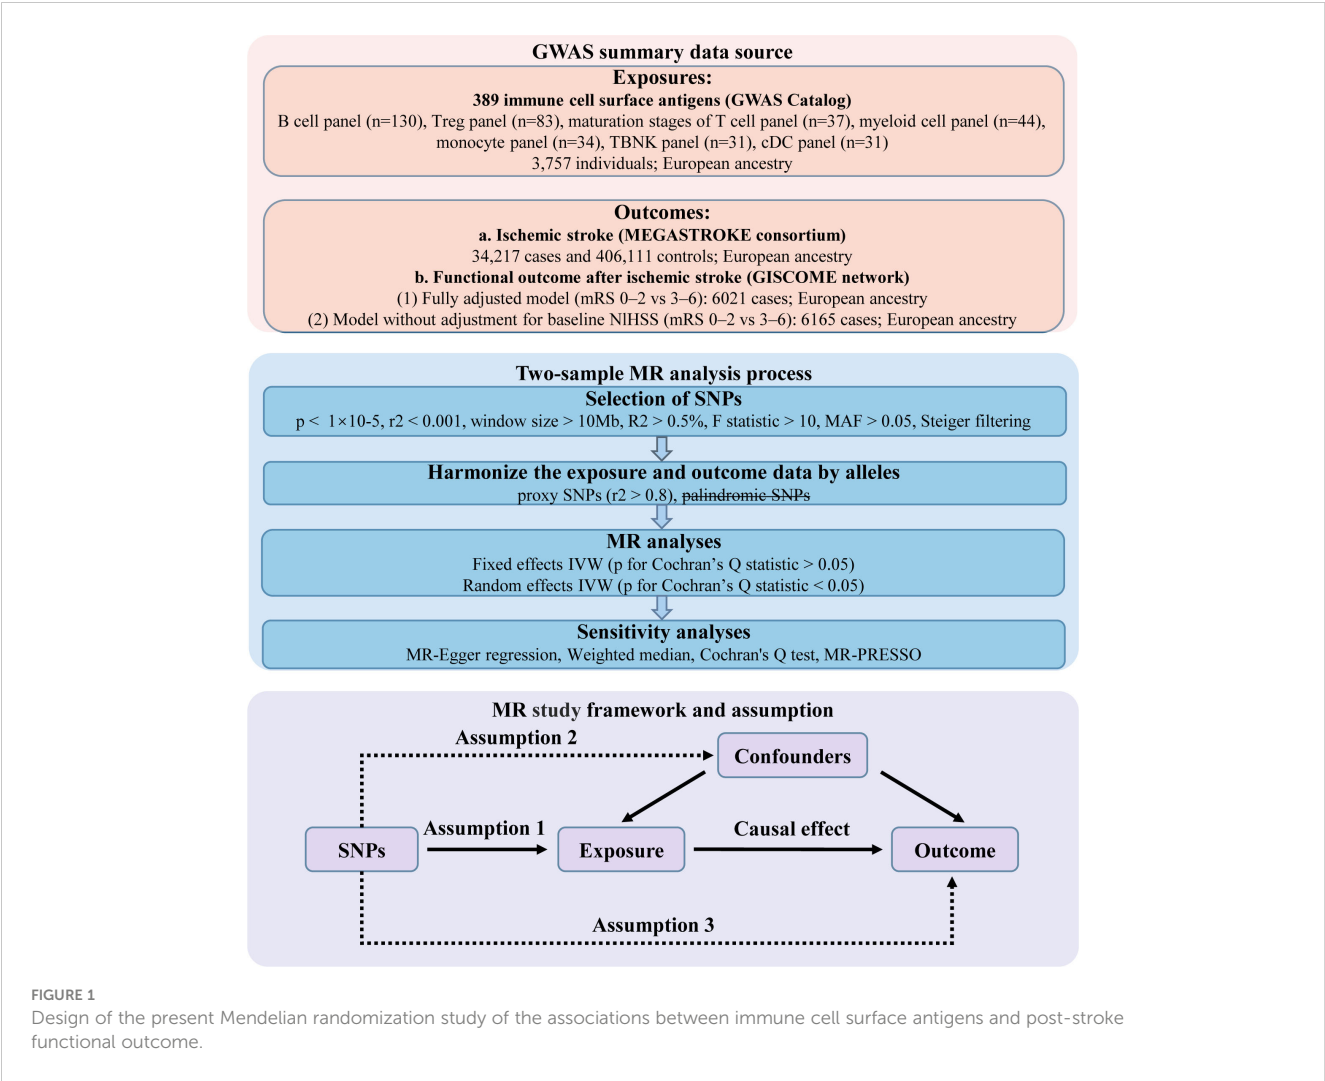 GWAS summary data source
Exposures:
389 immune cell surface antigens (GWAS Catalog)
B cell panel (n=130), Treg panel (n=83), maturation stages of T cell panel (n=37), myeloid cell panel (n=44),
monocyte panel (n=34), TBNK panel (n=31), cDC panel (n=31)
3,757 individuals; European ancestry
Outcomes:
a. Ischemic stroke (MEGASTROKE consortium)
34,217 cases and 406,111 controls; European ancestry
b. Functional outcome after ischemic stroke (GISCOME network)
(1) Fully adjusted model (mRS 0–2 vs 3–6): 6021 cases; European ancestry
(2) Model without adjustment for baseline NlHSS (mRS 0–2 vs 3–6): 6165 cases; European ancestry
Two-sample MR analysis process
Selection of SNPs
p < 1×10-5, r2 < 0.001, window size > 10Mb, R2 > 0.5%, F statistic > 10, MAF > 0.05, Steiger filtering
Harmonize the exposure and outcome data by alleles
proxy SNPs (r2 > 0.8), palindromic SNPs
MR analyses
Fixed effects IVW (p for Cochran’s Q statistic > 0.05)
Random effects IVW (p for Cochran’s Q statistic < 0.05)
Sensitivity analyses
MR-Egger regression, Weighted median, Cochran's Q test, MR-PRESSO
MR study framework and assumption
Assumption 2
Confounders
Assumption 1
Causal effect
SNPs
Exposure
Outcome
Assumption 3
FIGURE 1
Design of the present Mendelian randomization study of the associations between immune cell surface antigens and post-stroke
functional outcome.